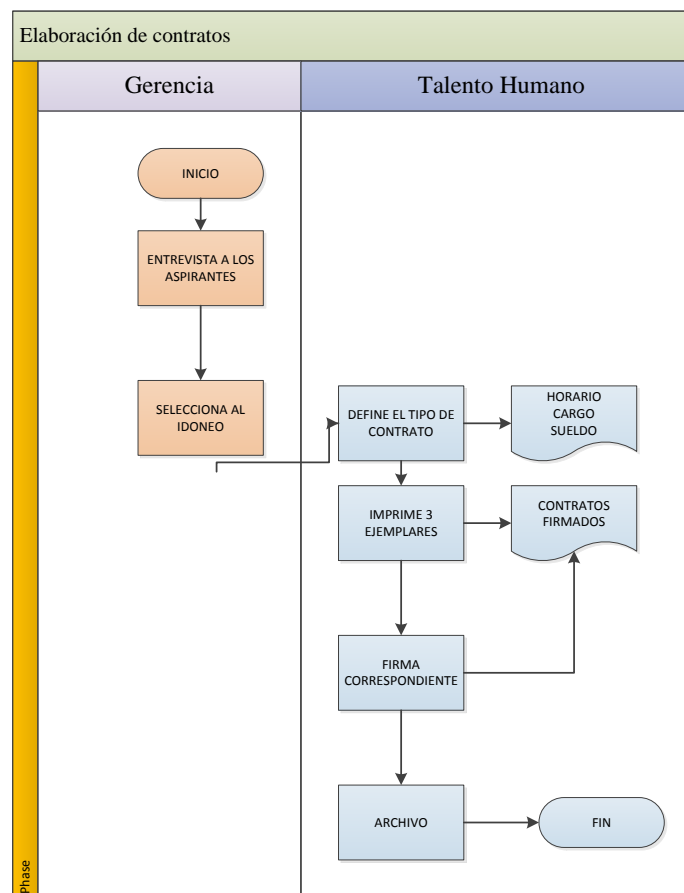 Elaboración de contratos
Gerencia
Talento Humano
INICIO
ENTREVISTA A LOS
ASPIRANTES
SELECCIONA AL
IDONEO
DEFINE EL TIPO DE
CONTRATO
HORARIO
CARGO
SUELDO
IMPRIME 3
EJEMPLARES
CONTRATOS
FIRMADOS
FIRMA
CORRESPONDIENTE
ARCHIVO
FIN
Phase